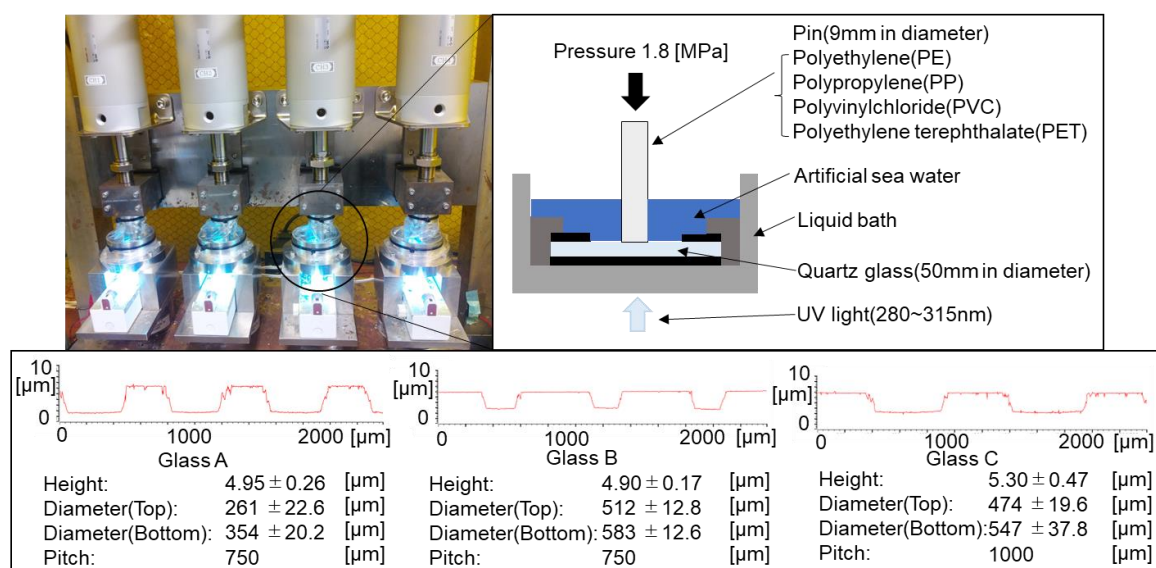 Pressure 1.8 [MPa]
Pin(9mm in diameter)
Polyethylene(PE)
Polypropylene(PP)
Polyvinylchloride(PVC)
Polyethylene terephthalate(PET)
Artificial sea water
Liquid bath
Quartz glass(50mm in diameter)
UV light(280~315nm)
10
[μm]
0
0 1000 2000 [μm]
Glass A
Height: 4.95 ± 0.26 [μm]
Diameter(Top): 261 ± 22.6 [μm]
Diameter(Bottom): 354 ± 20.2 [μm]
Pitch: 750 [μm]
10
[μm]
0
0 1000 2000 [μm]
Glass B
Height: 4.90 ± 0.17 [μm]
Diameter(Top): 512 ± 12.8 [μm]
Diameter(Bottom): 583 ± 12.6 [μm]
Pitch: 750 [μm]
10
[μm]
0
0 1000 2000 [μm]
Glass C
Height: 5.30 ± 0.47 [μm]
Diameter(Top): 474 ± 19.6 [μm]
Diameter(Bottom): 547 ± 37.8 [μm]
Pitch: 1000 [μm]